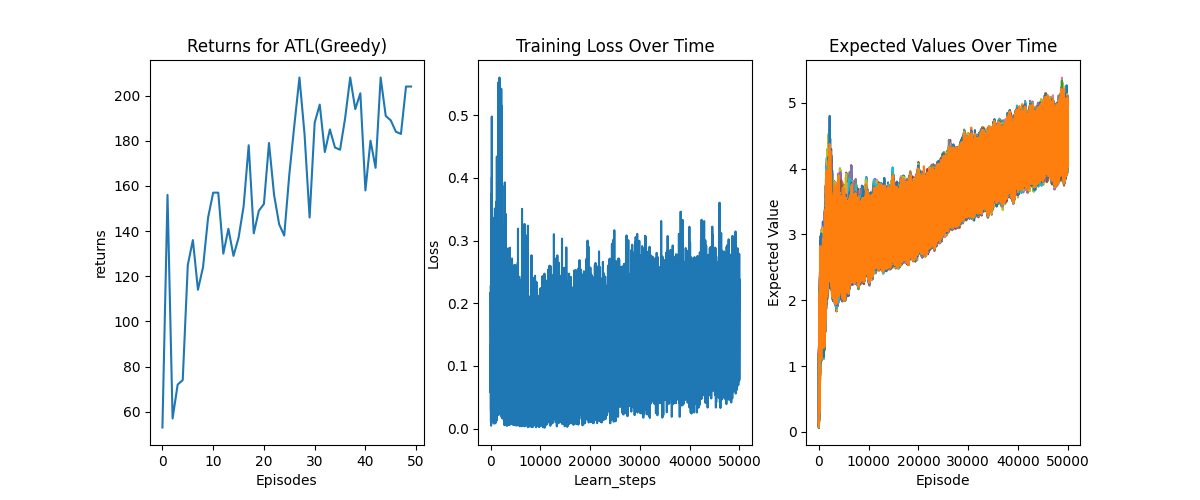 Returns for ATL(Greedy)
returns
200
180
160
140
120
100
80
60
0 10 20 30 40 50
Episodes
Training Loss Over Time
Loss
0.5
0.4
0.3
0.2
0.1
0.0
0 10000 20000 30000 40000 50000
Learn_steps
Expected Values Over Time
Expected Value
5
4
3
2
1
0
0 10000 20000 30000 40000 50000
Episode